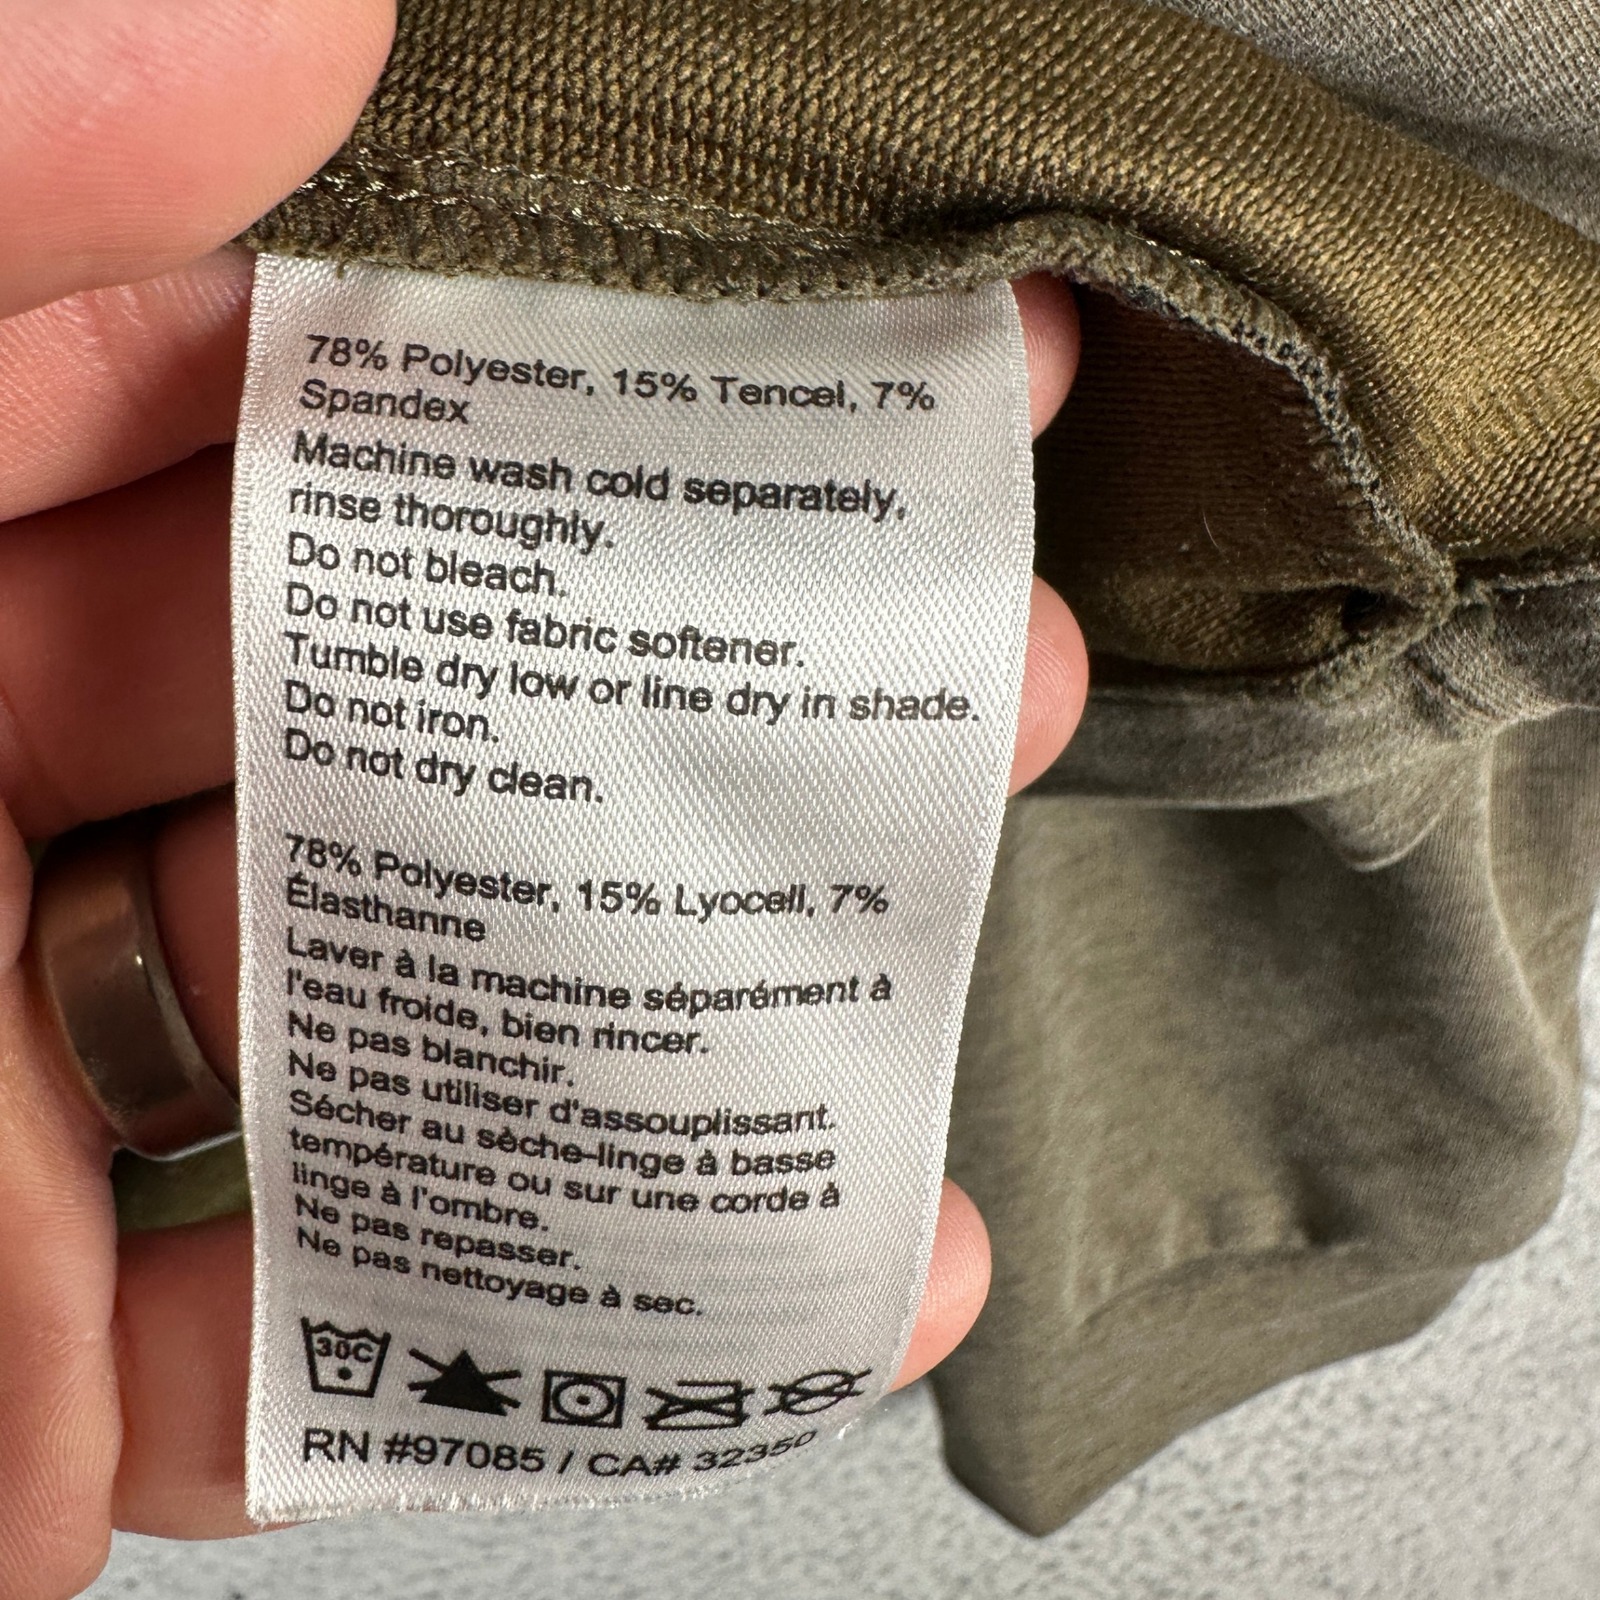 78% Polyester, 15% Tencel, 7%
Spandex
Machine wash cold separately,
rinse thoroughly.
Do not bleach.
Do not use fabric softener.
Tumble dry low or line dry in shade.
Do not iron.
Do not dry clean.
78% Polyester, 15% Lyocell, 7%
Élasthanne
Laver à la machine séparément à
l'eau froide, bien rincer.
Ne pas blanchir.
Ne pas utiliser d'assouplissant.
Sécher au sèche-linge à basse
température ou sur une corde à
linge à l'ombre.
Ne pas repasser.
Ne pas nettoyage à sec.
30C
RN #97085 / CA# 32350